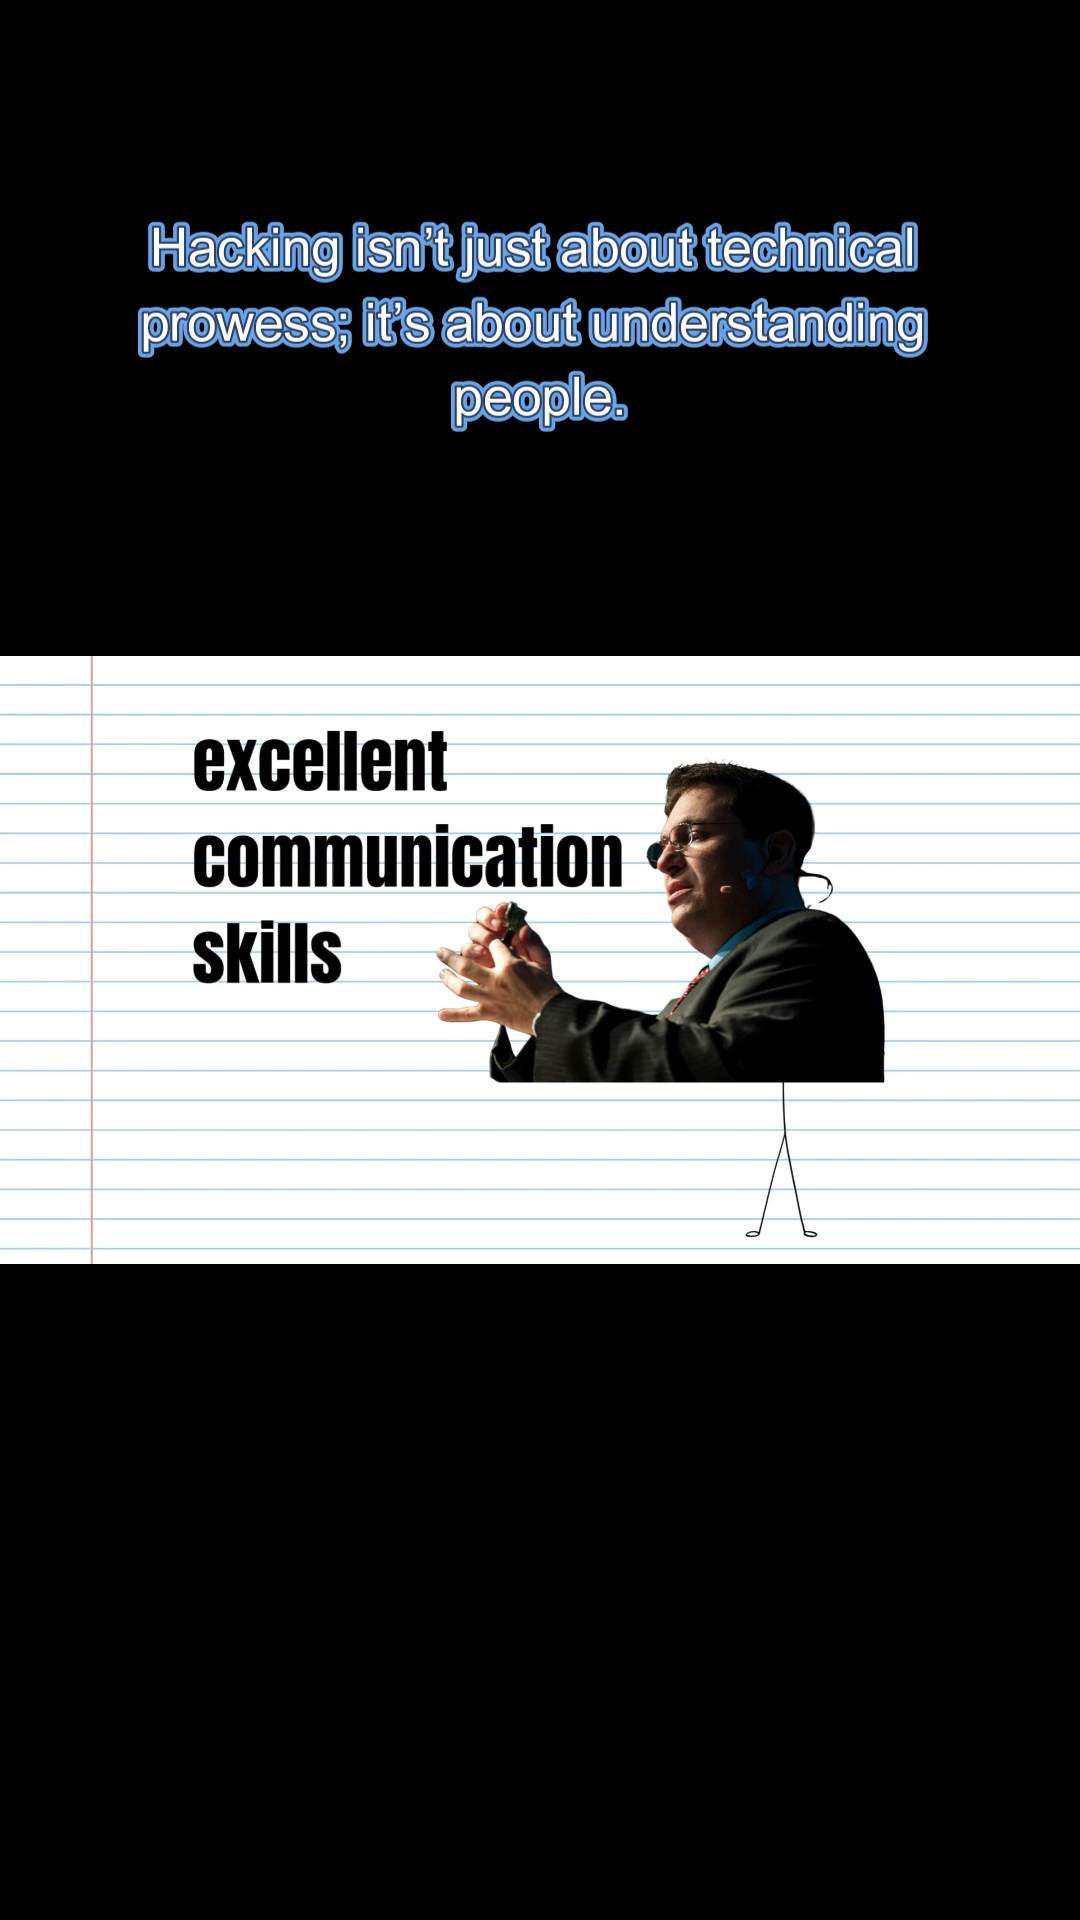 Hacking isn’t just about technical
prowess; it’s about understanding
people.
excellent
communication
skills